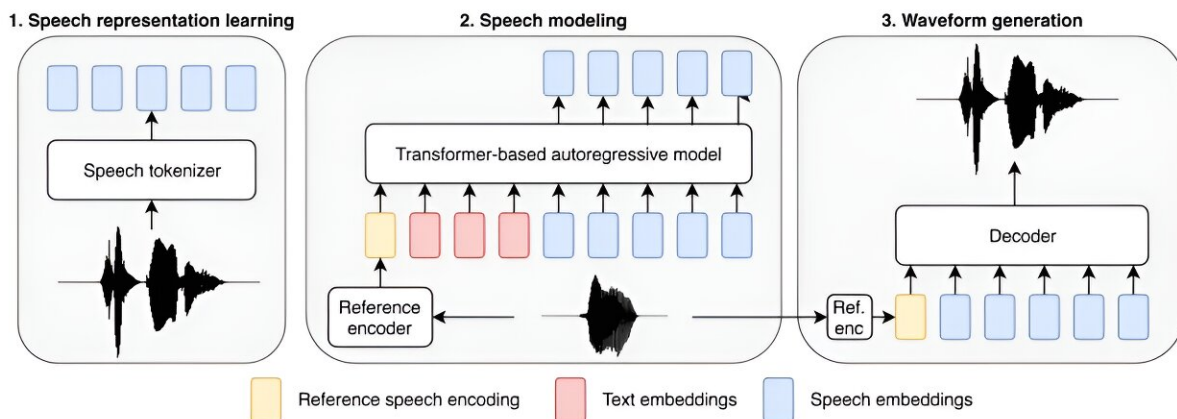 1. Speech representation learning
2. Speech modeling
3. Waveform generation
Speech tokenizer
Transformer-based autoregressive model
Reference
encoder
Decoder
Ref.
enc
Reference speech encoding
Text embeddings
Speech embeddings